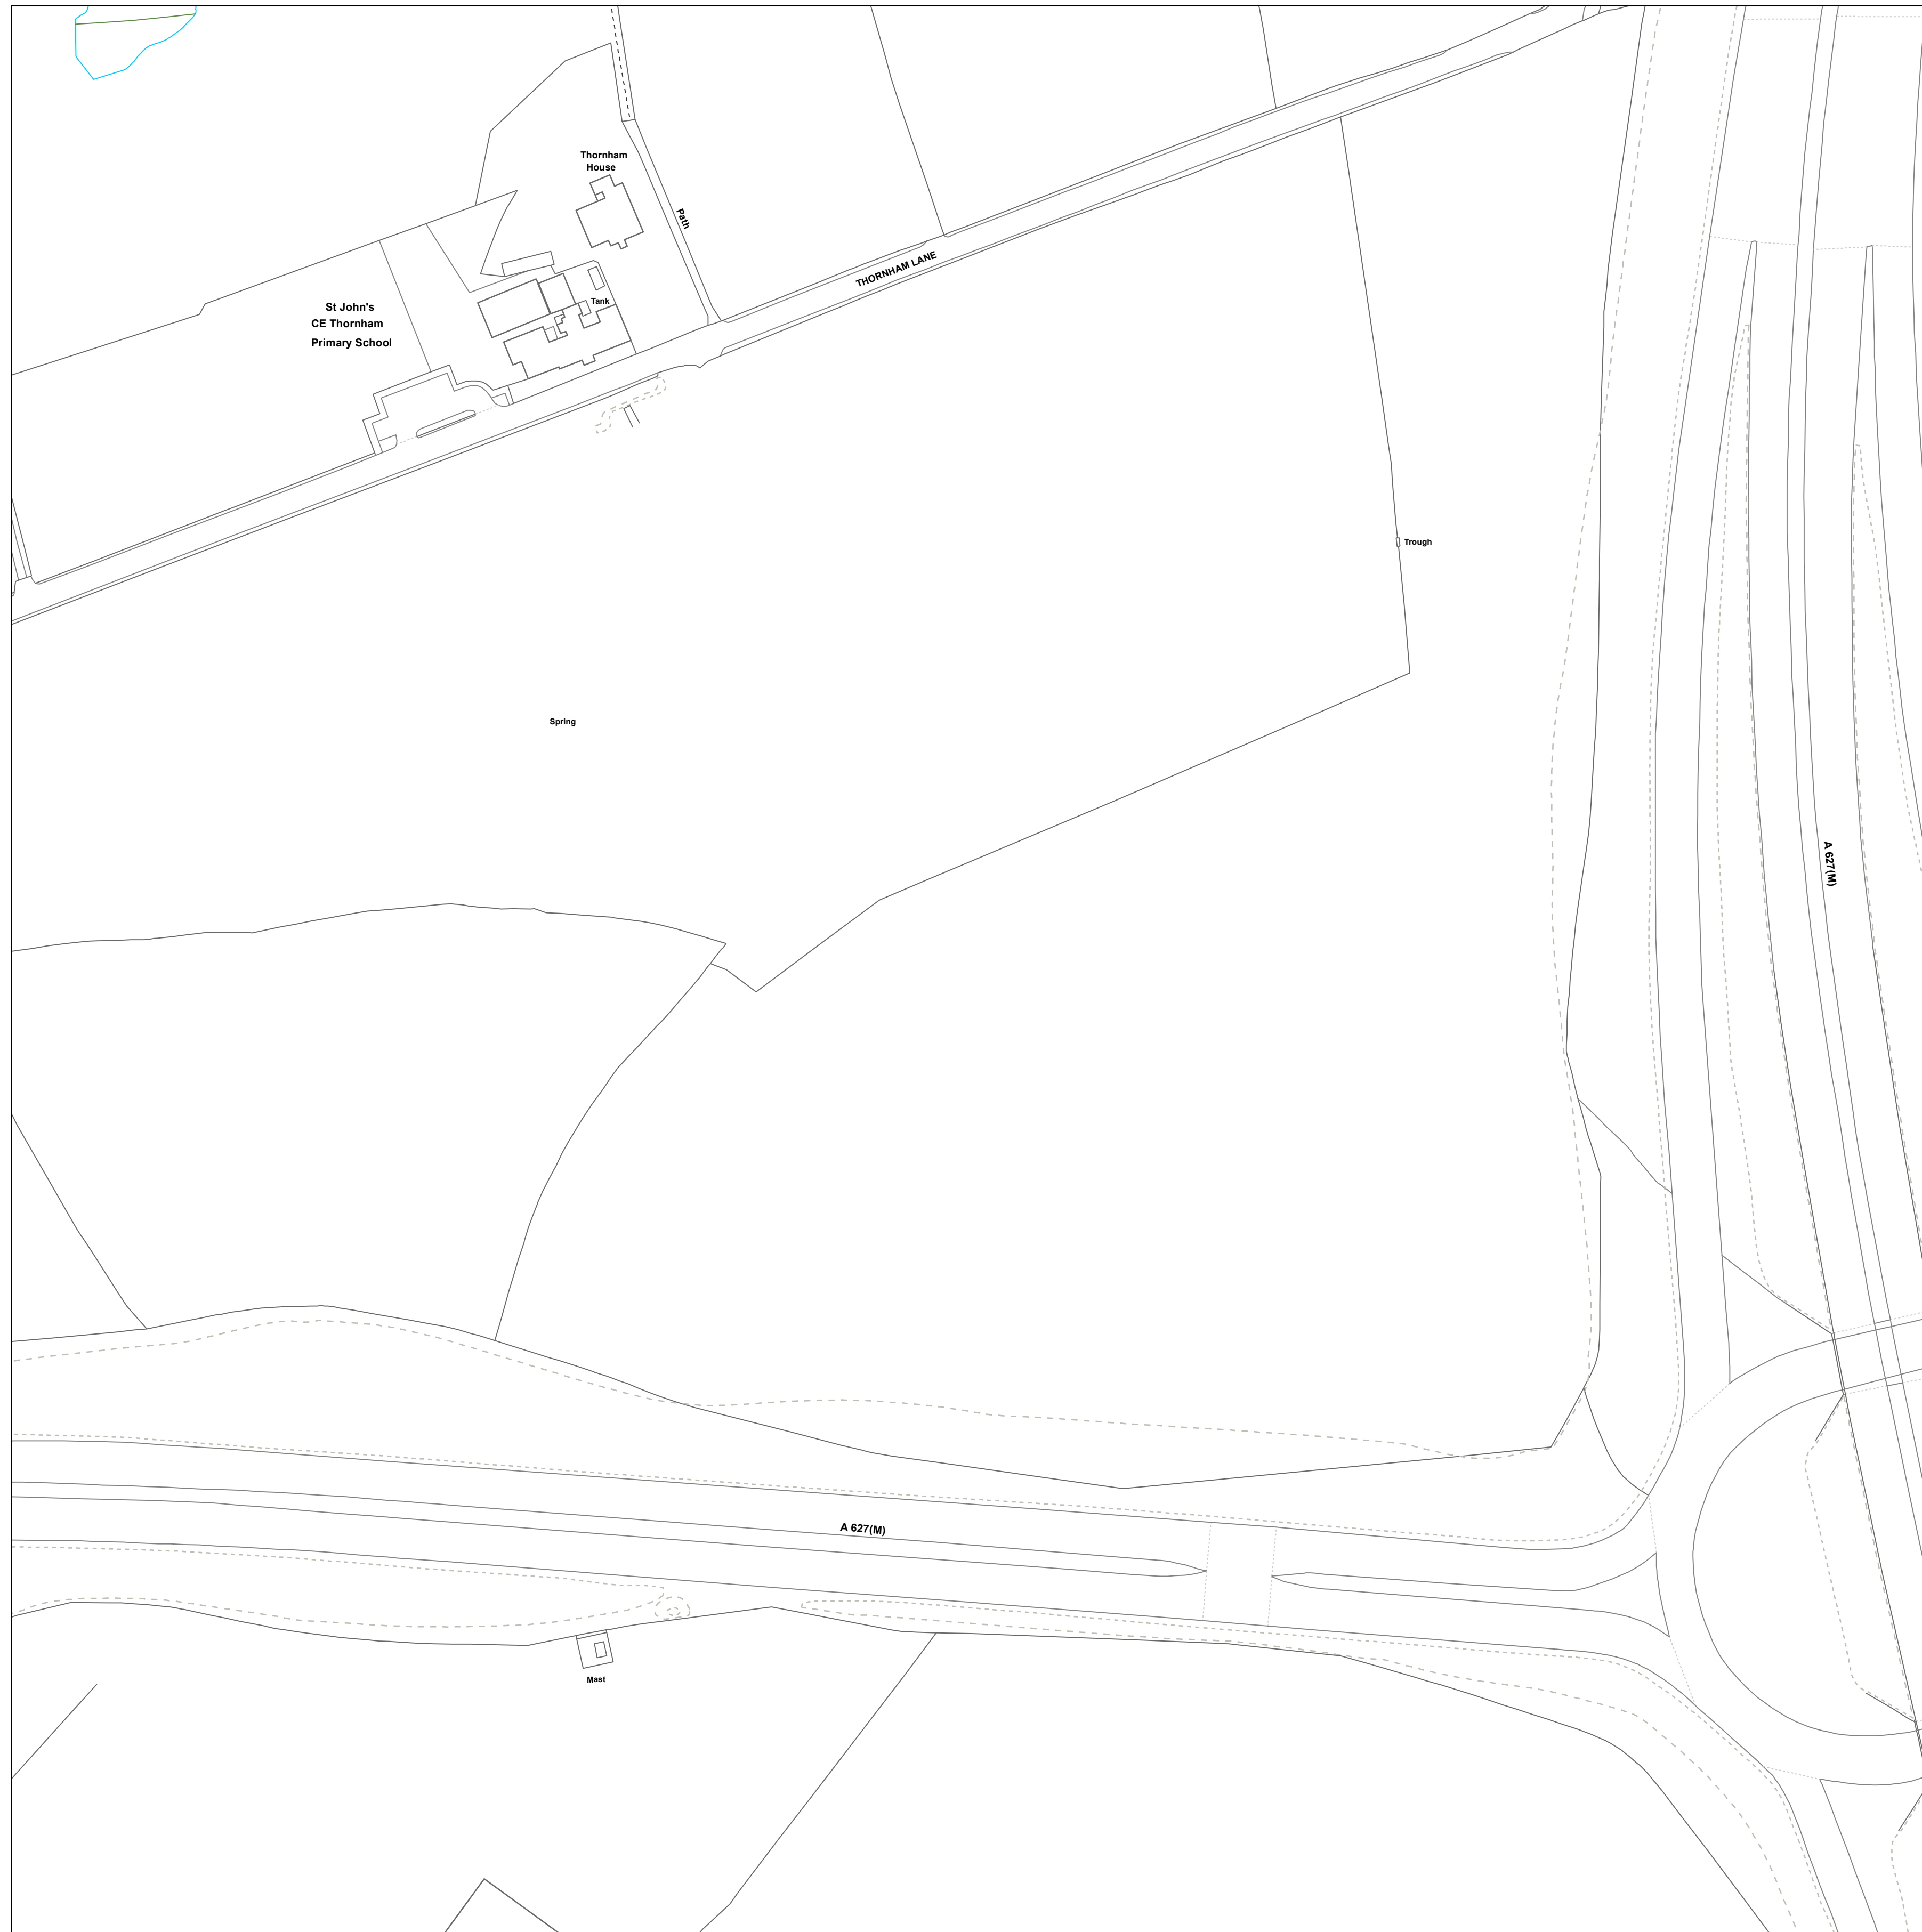 Thornham
House
Path
THORNHAM LANE
Tank
St John's
CE Thornham
Primary School
Trough
Spring
A 627(M)
A 627(M)
Mast